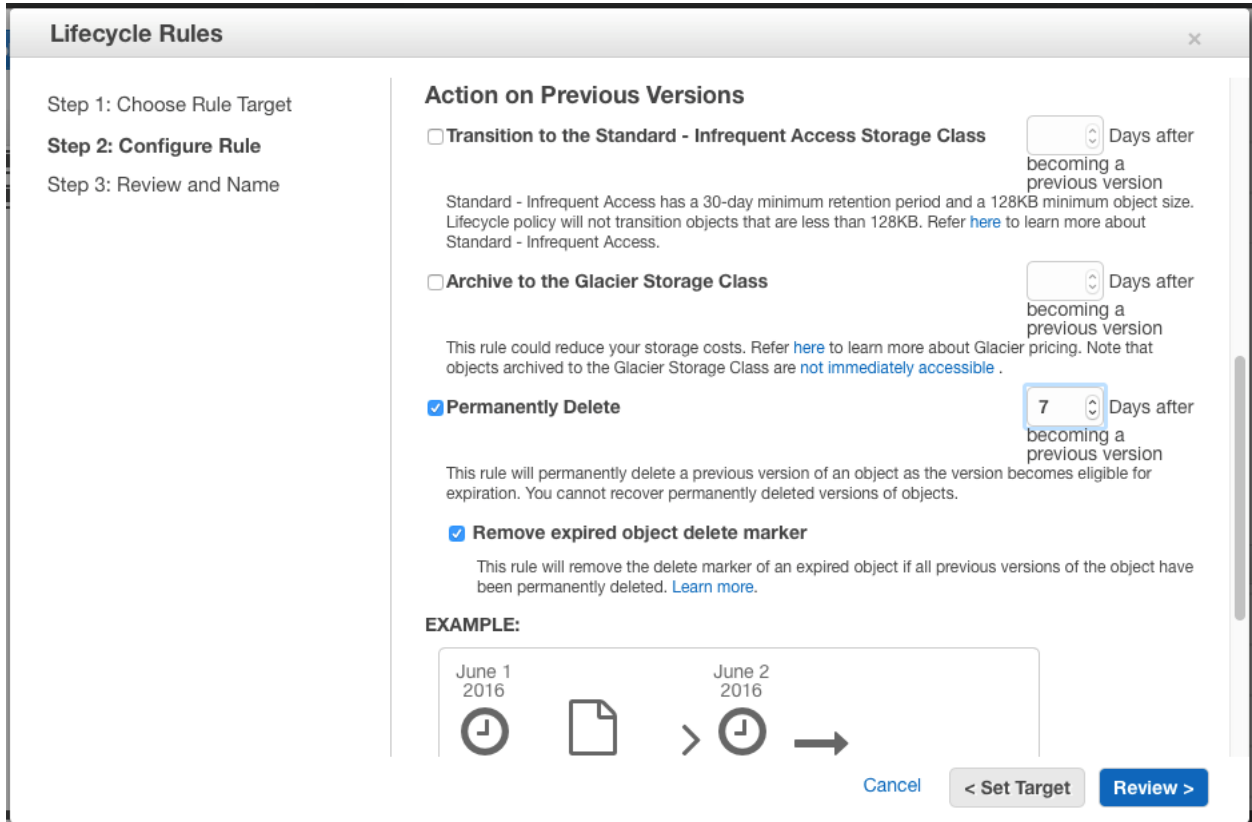 Lifecycle Rules
×
Step 1: Choose Rule Target
Step 2: Configure Rule
Step 3: Review and Name
Action on Previous Versions
Transition to the Standard - Infrequent Access Storage Class
Days after
becoming a
previous version
Standard - Infrequent Access has a 30-day minimum retention period and a 128KB minimum object size.
Lifecycle policy will not transition objects that are less than 128KB. Refer here to learn more about
Standard - Infrequent Access.
Archive to the Glacier Storage Class
Days after
becoming a
previous version
This rule could reduce your storage costs. Refer here to learn more about Glacier pricing. Note that
objects archived to the Glacier Storage Class are not immediately accessible .
Permanently Delete
7 Days after
becoming a
previous version
This rule will permanently delete a previous version of an object as the version becomes eligible for
expiration. You cannot recover permanently deleted versions of objects.
Remove expired object delete marker
This rule will remove the delete marker of an expired object if all previous versions of the object have
been permanently deleted. Learn more.
EXAMPLE:
June 1
2016
June 2
2016
Cancel
< Set Target
Review >